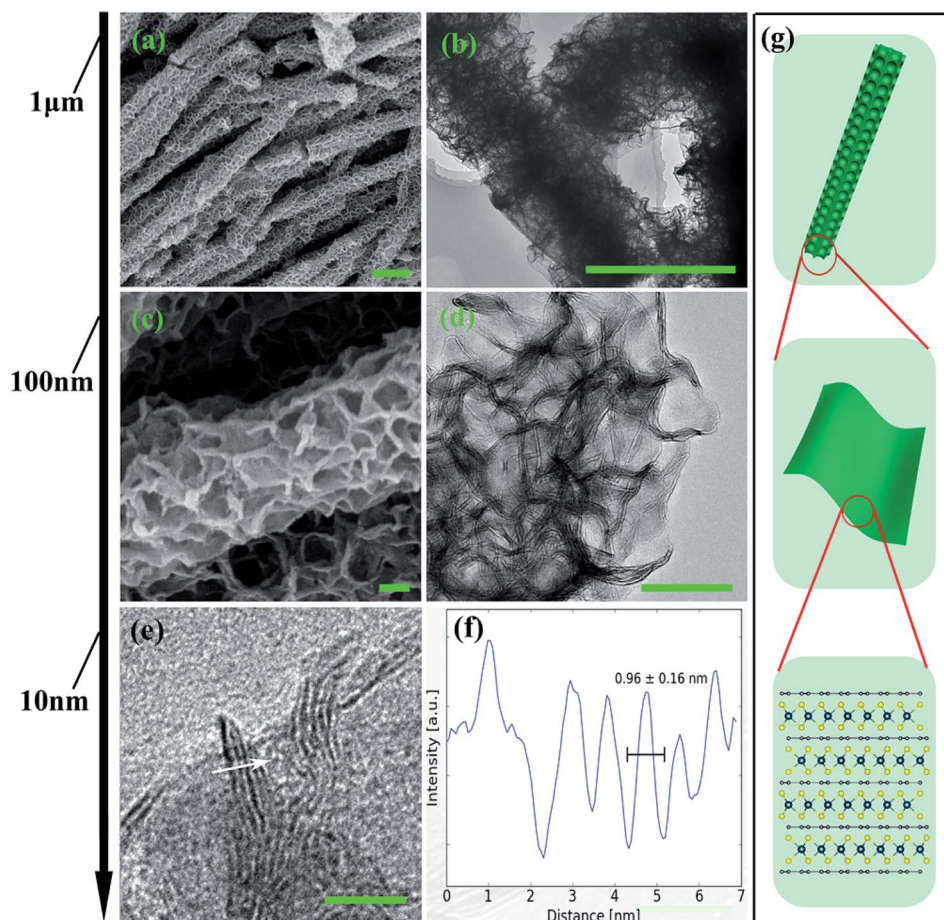 1μm
100nm
10nm
(a)
(b)
(c)
(d)
(e)
(f)
0.96 ± 0.16 nm
Intensity [a.u.]
0 1 2 3 4 5 6 7
Distance [nm]
(g)